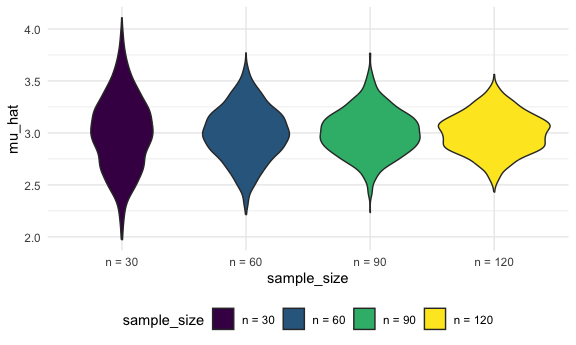 4.0
3.5
3.0
2.5
2.0
mu_hat
n = 30 n = 60 n = 90 n = 120
sample_size
sample_size n = 30 n = 60 n = 90 n = 120